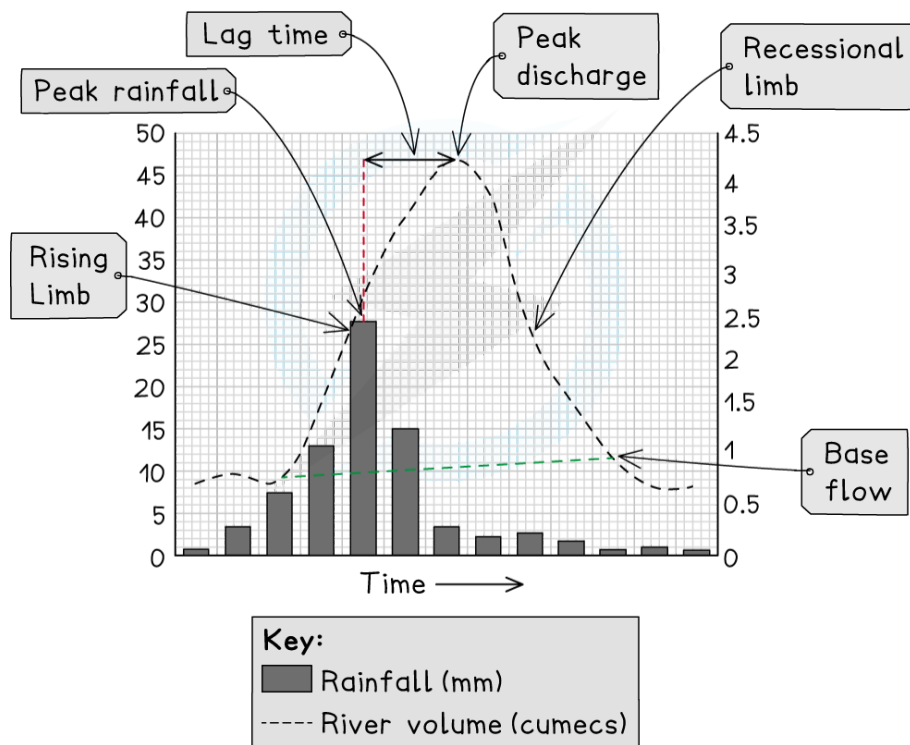 Lag time
Peak
discharge
Recessional
limb
Peak rainfall
Rising
Limb
50
45
40
35
30
25
20
15
10
5
0
4.5
4
3.5
3
2.5
2
1.5
1
0.5
0
Base
flow
Time
Key:
Rainfall (mm)
River volume (cumecs)